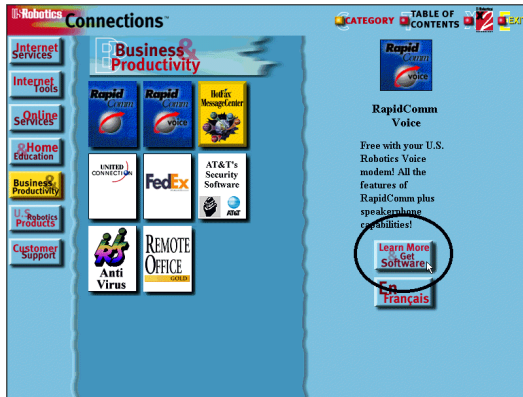 U.S.Robotics Connections™
CATEGORY
TABLE OF
CONTENTS
EXIT
Internet
Services
Internet
Tools
Online
Services
&Home
Education
Business&
Productivity
U.S.Robotics
Products
Customer
Support
Business&
Productivity
Rapid
Comm
Rapid
Comm
voice
HotFax
MessageCenter
UNITED
CONNECTION
FedEx
AT&T's
Security
Software
AT&T
Anti
Virus
REMOTE
OFFICE
GOLD
Rapid
Comm
voice
RapidComm
Voice
Free with your U.S.
Robotics Voice
modem! All the
features of
RapidComm plus
speakerphone
capabilities!
Learn More
& Get
Software
En
Français